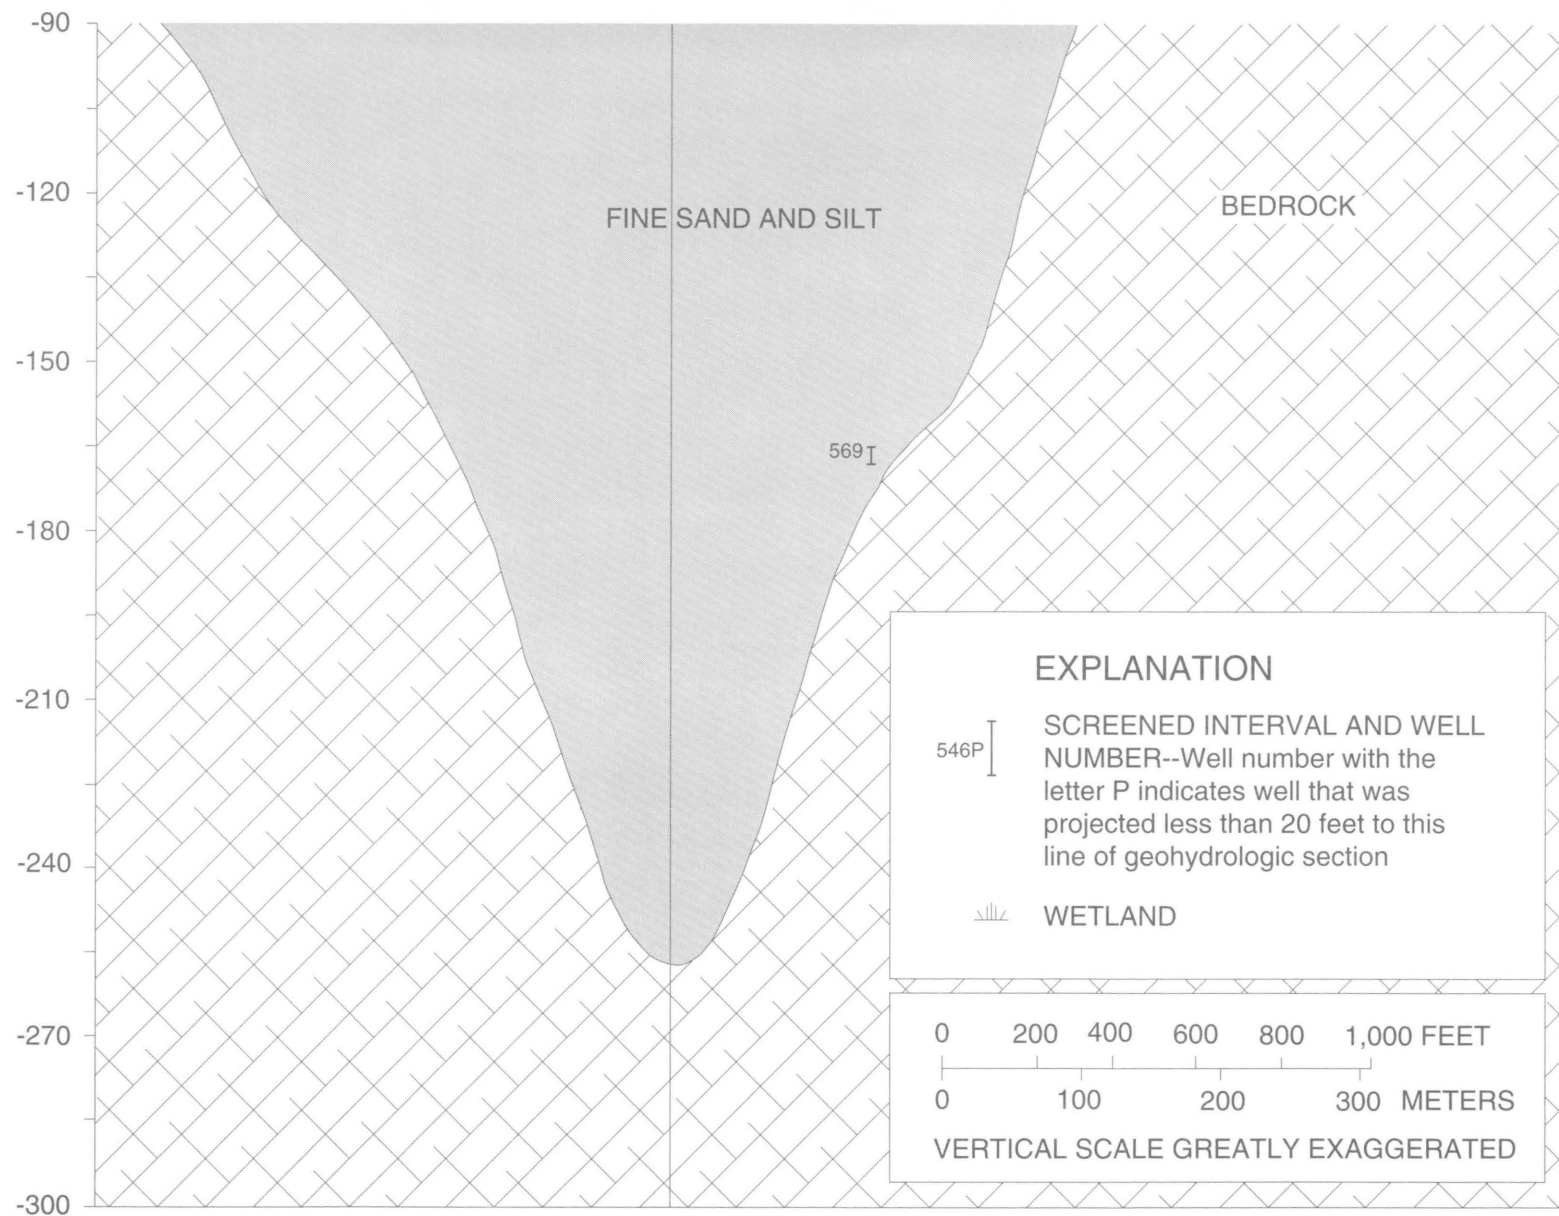 -90
-120
FINE SAND AND SILT
BEDROCK
-150
569
-180
-210
-240
-270
-300
EXPLANATION
546P
SCREENED INTERVAL AND WELL
NUMBER--Well number with the
letter P indicates well that was
projected less than 20 feet to this
line of geohydrologic section
WETLAND
0 200 400 600 800 1,000 FEET
0 100 200 300 METERS
VERTICAL SCALE GREATLY EXAGGERATED